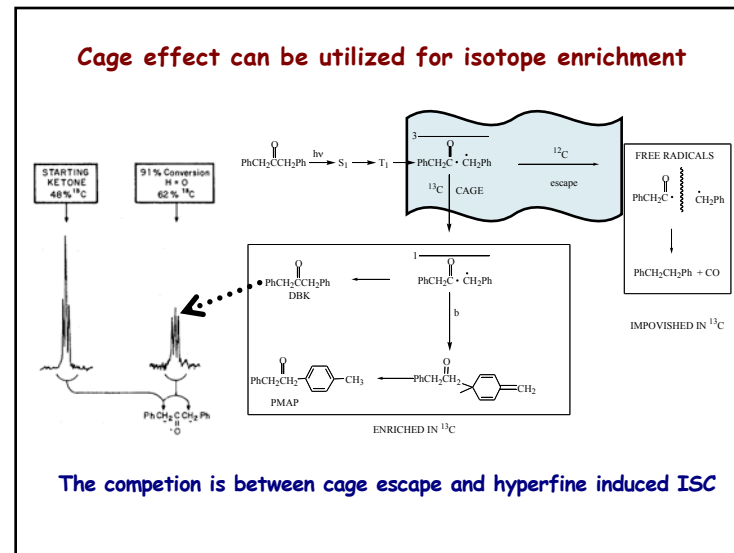 Cage effect can be utilized for isotope enrichment
STARTING
KETONE
48% ¹³C
91% Conversion
H = O
62% ¹³C
O
PhCH₂CCH₂Ph
hν
S₁
T₁
3
O
PhCH₂C· ·CH₂Ph
¹²C
escape
¹³C
CAGE
FREE RADICALS
O
PhCH₂C· ·CH₂Ph
PhCH₂CH₂Ph + CO
IMPOVISHED IN ¹³C
O
PhCH₂CCH₂Ph
DBK
1
O
PhCH₂C· ·CH₂Ph
b
O
PhCCH₂
CH₂
O
PhCH₂C
CH₃
PMAP
ENRICHED IN ¹³C
PhCH₂CCH₂Ph
O
The competion is between cage escape and hyperfine induced ISC